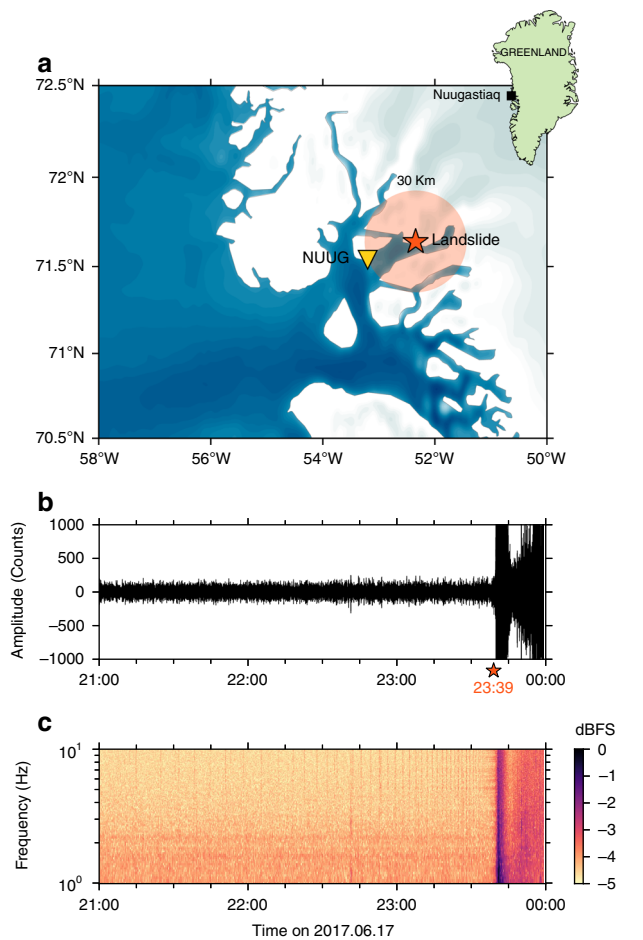 GREENLAND
a
72.5°N
Nuugastiaq
72°N
30 Km
Landslide
NUUG
71.5°N
71°N
70.5°N
58°W 56°W 54°W 52°W 50°W
b
Amplitude (Counts)
1000
500
0
−500
−1000
21:00 22:00 23:00 00:00
23:39
c
dBFS
Frequency (Hz)
10¹
10⁰
0
−1
−2
−3
−4
−5
21:00 22:00 23:00 00:00
Time on 2017.06.17